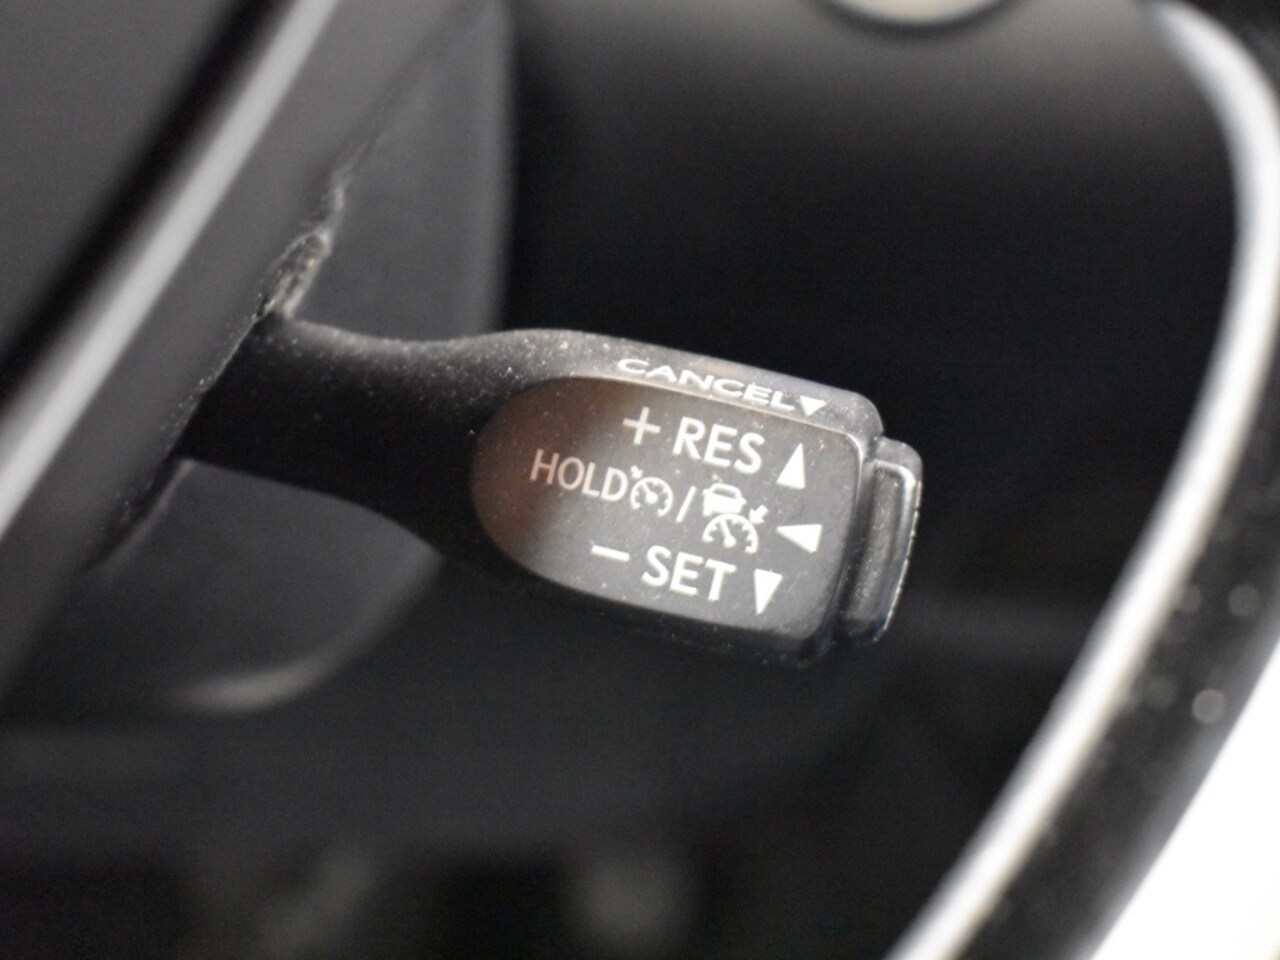 CANCEL▼
+ RES ▲
HOLD / ◀
− SET ▼